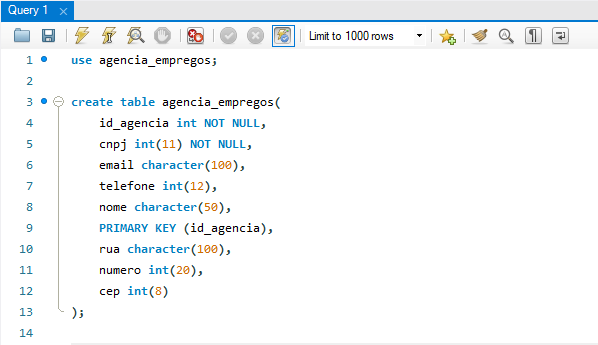 Query 1
Limit to 1000 rows
1 use agencia_empregos;
2
3 create table agencia_empregos(
4 id_agencia int NOT NULL,
5 cnpj int(11) NOT NULL,
6 email character(100),
7 telefone int(12),
8 nome character(50),
9 PRIMARY KEY (id_agencia),
10 rua character(100),
11 numero int(20),
12 cep int(8)
13 );
14